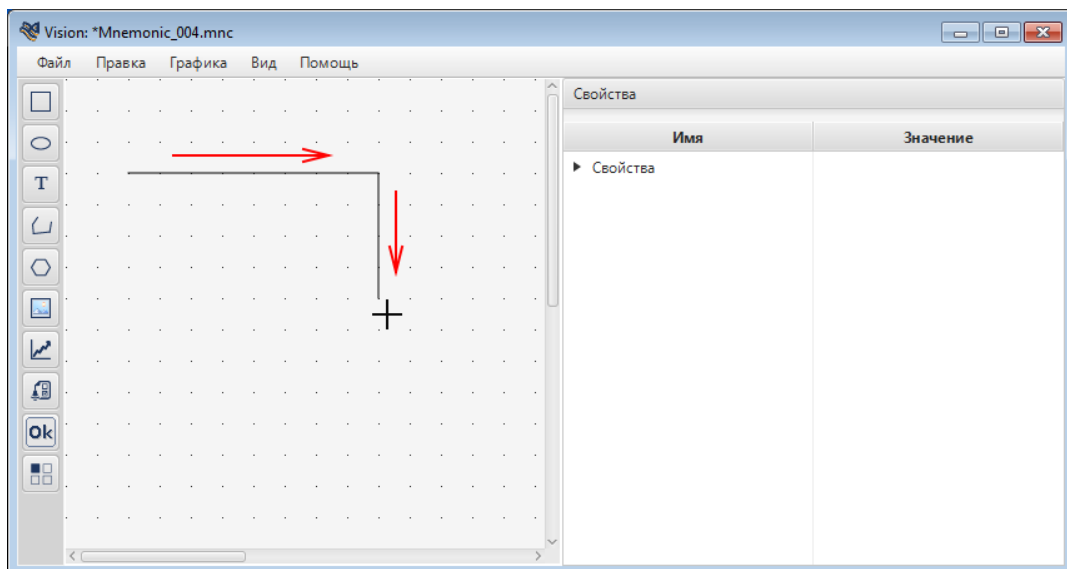 Vision: *Mnemonic_004.mnc
Файл Правка Графика Вид Помощь
Свойства
Имя Значение
Свойства
T
Ok